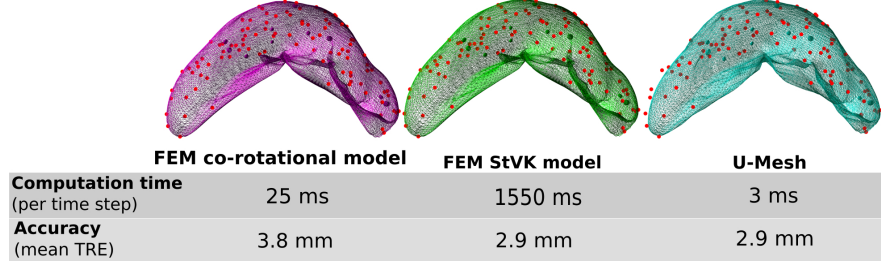 FEM co-rotational model FEM StVK model U-Mesh
Computation time
(per time step) 25 ms 1550 ms 3 ms
Accuracy
(mean TRE) 3.8 mm 2.9 mm 2.9 mm